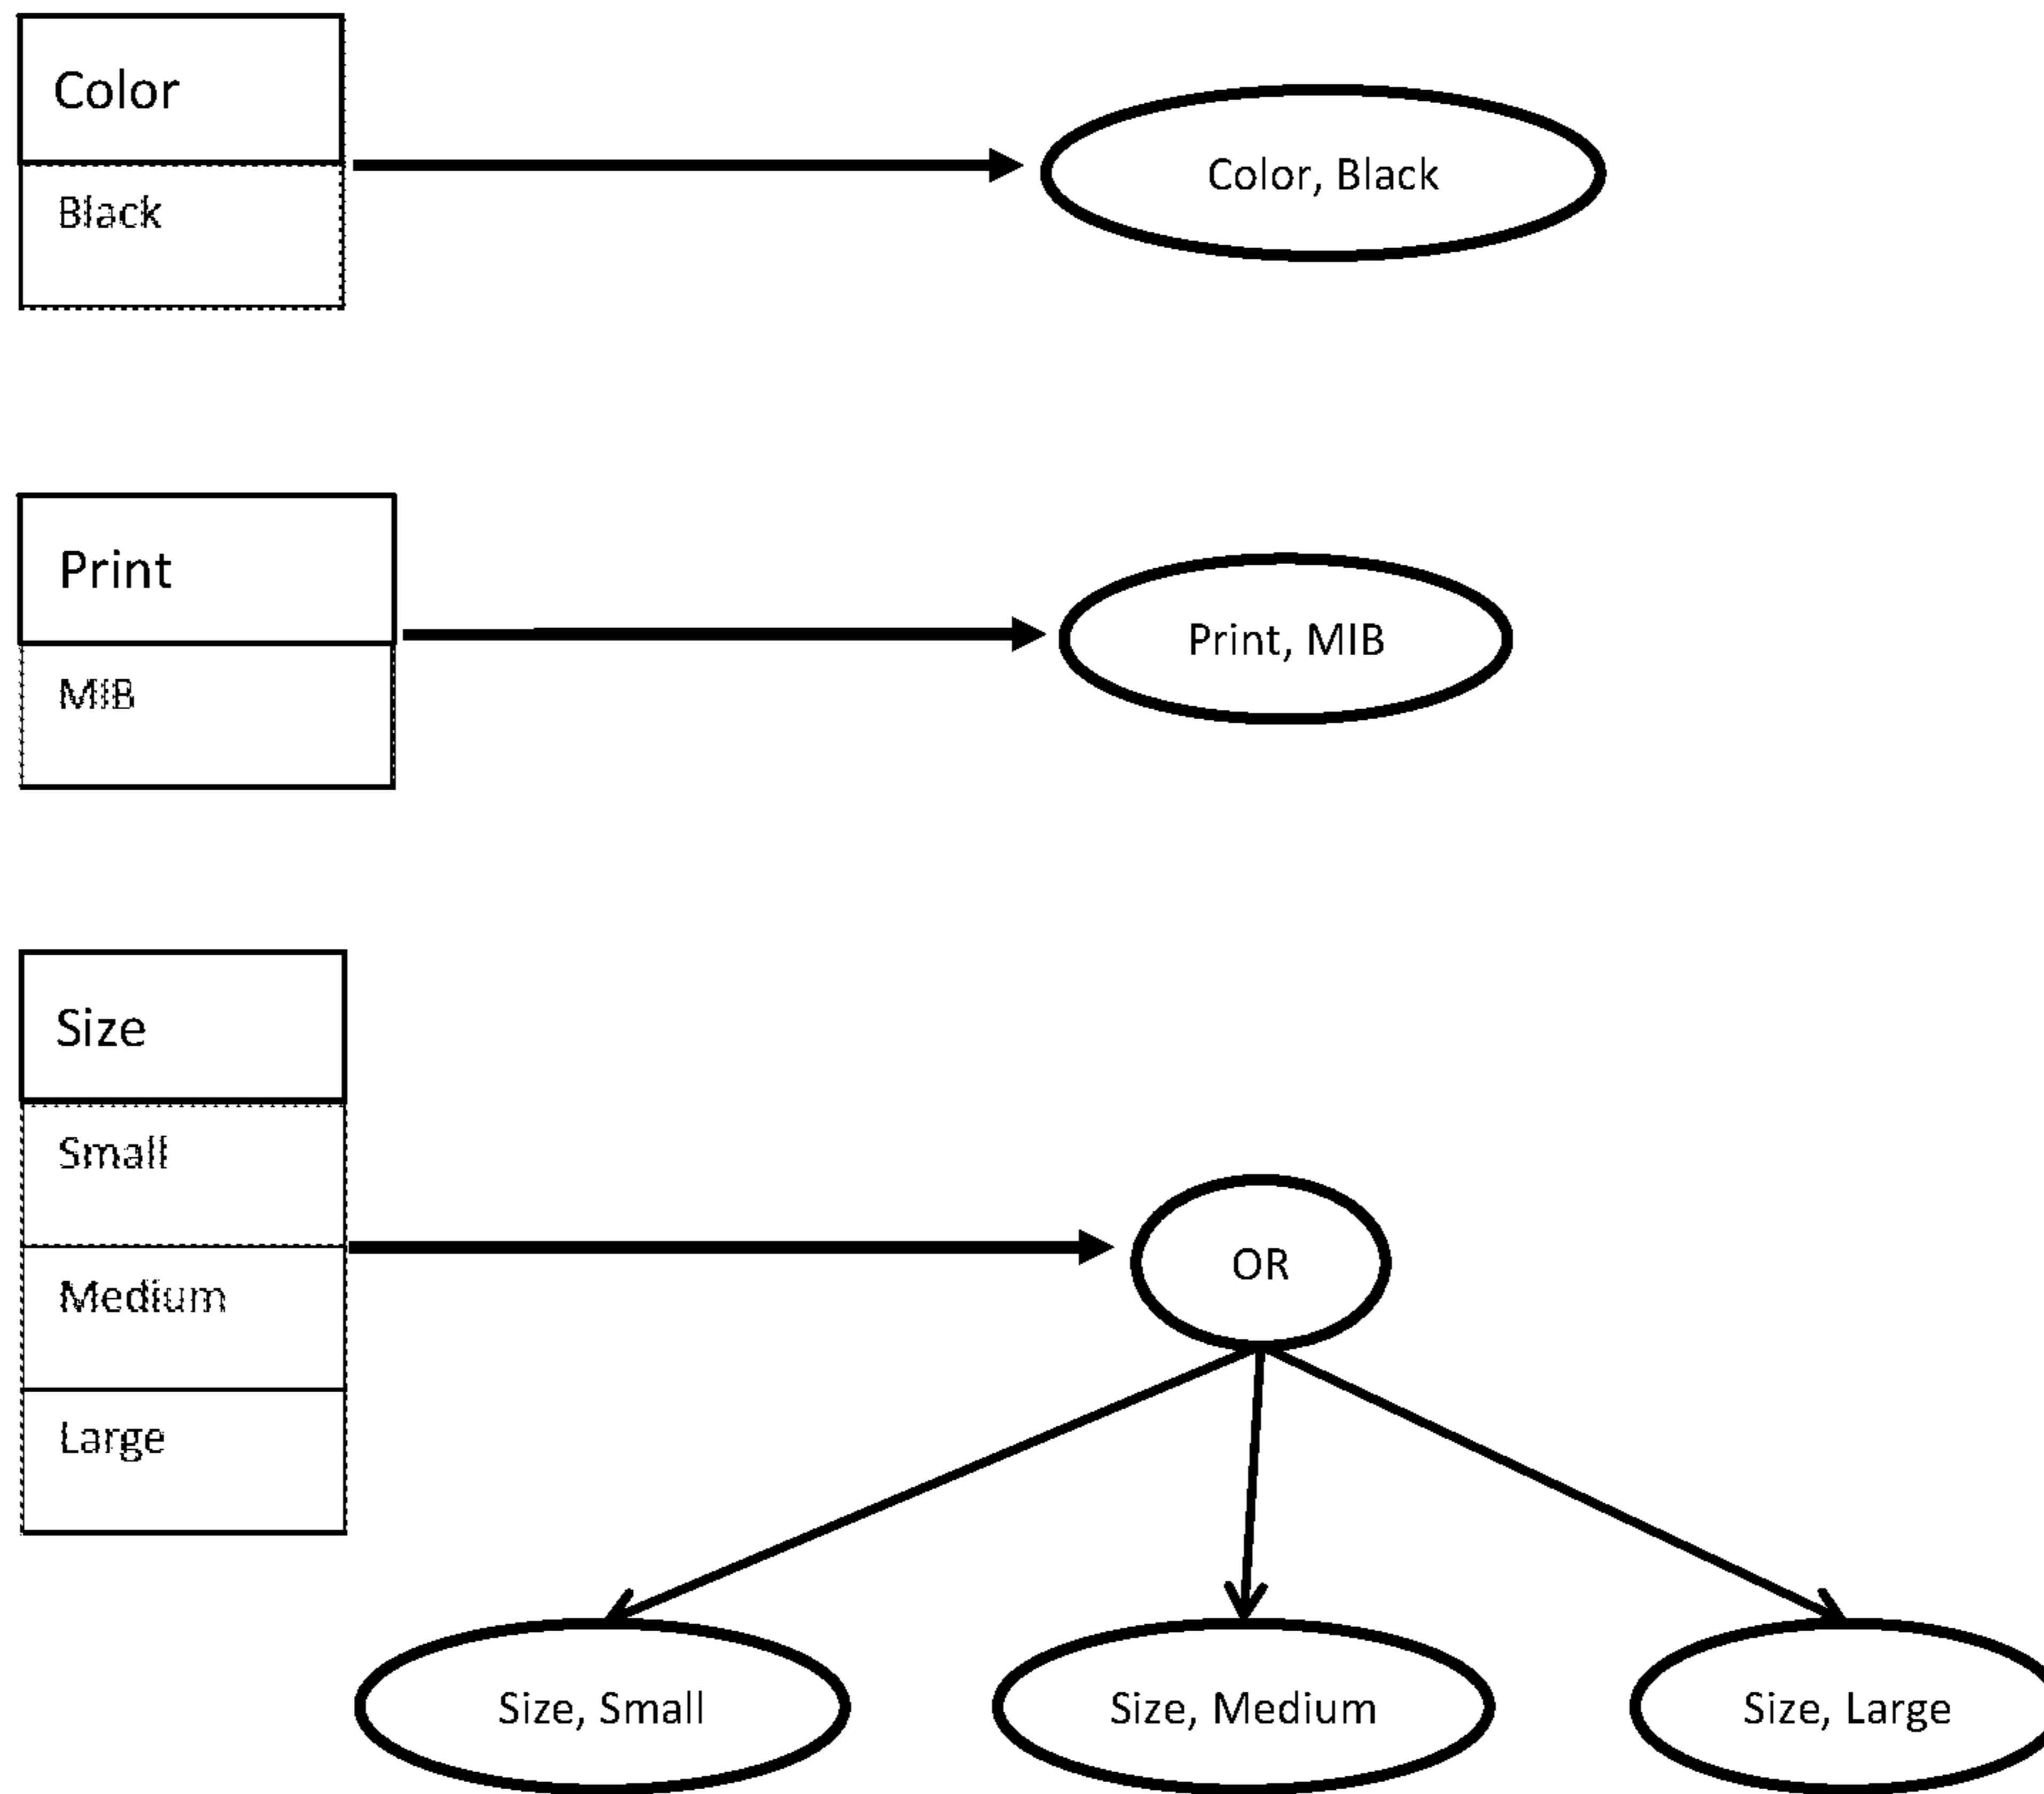 Color
Black
Color, Black
Print
MIB
Print, MIB
Size
Small
Medium
Large
OR
Size, Small
Size, Medium
Size, Large